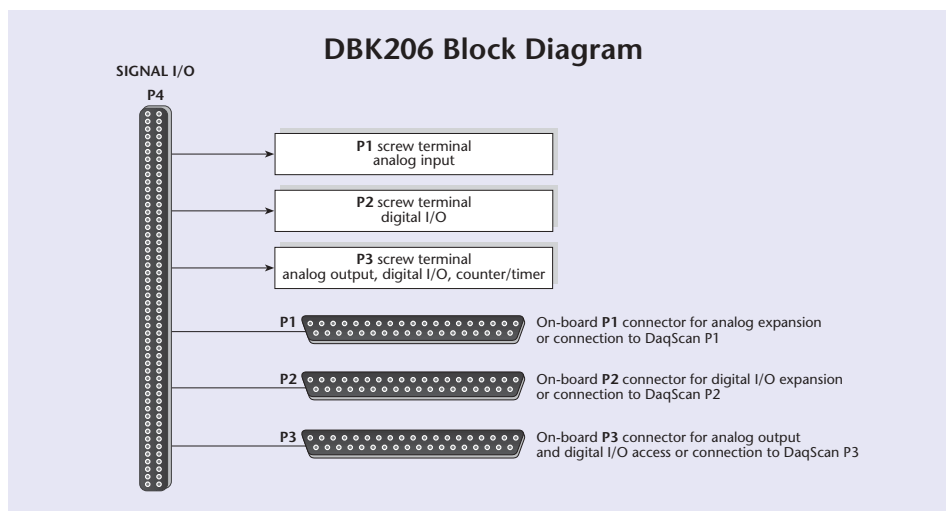 DBK206 Block Diagram
SIGNAL I/O
P4
P1 screw terminal
analog input
P2 screw terminal
digital I/O
P3 screw terminal
analog output, digital I/O, counter/timer
P1
On-board P1 connector for analog expansion
or connection to DaqScan P1
P2
On-board P2 connector for digital I/O expansion
or connection to DaqScan P2
P3
On-board P3 connector for analog output
and digital I/O access or connection to DaqScan P3